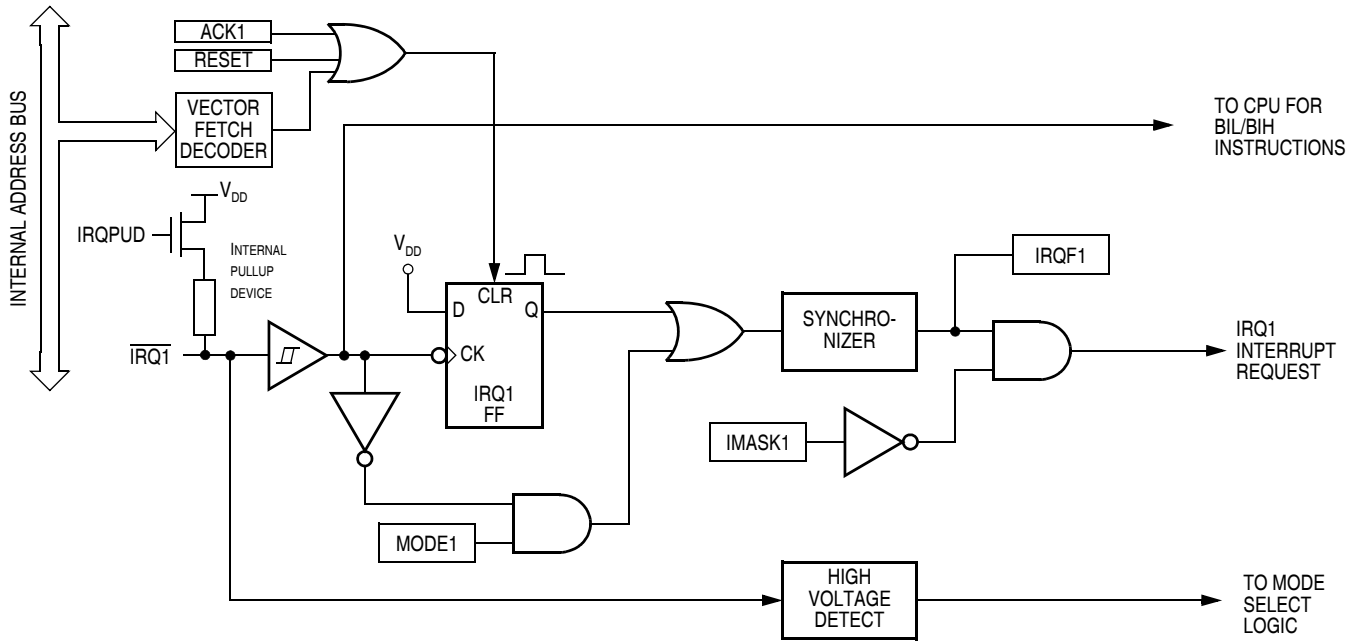 INTERNAL ADDRESS BUS
ACK1
RESET
VECTOR
FETCH
DECODER
TO CPU FOR
BIL/BIH
INSTRUCTIONS
VDD
IRQPUD
INTERNAL
PULLUP
DEVICE
VDD
CLR
D
Q
CK
IRQ1
FF
IRQ1
SYNCHRO-
NIZER
IRQF1
IRQ1
INTERRUPT
REQUEST
IMASK1
MODE1
HIGH
VOLTAGE
DETECT
TO MODE
SELECT
LOGIC